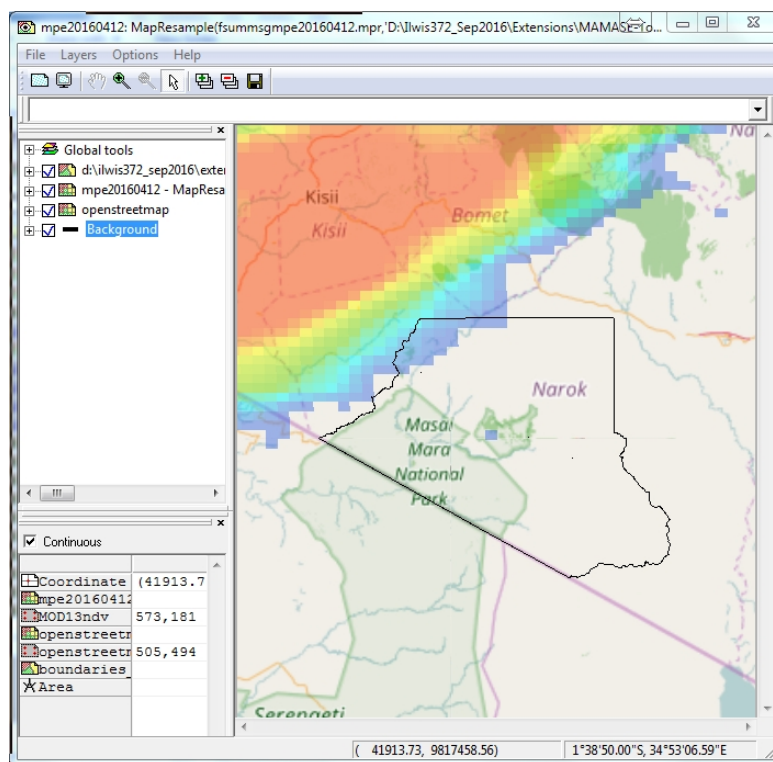 mpe20160412: MapResample(fsummsgmpe20160412.mpr,'D:\Ilwis372_Sep2016\Extensions\MAMASE-To...
File Layers Options Help
Global tools
d:\ilwis372_sep2016\exter
mpe20160412 - MapResa
openstreetmap
Background
Continuous
Coordinate (41913.7
mpe20160412
MOD13ndv 573,181
openstreetm
openstreetr 505,494
boundaries_
Area
Na
Kisii
Kisii
Bomet
Narok
Masai
Mara
National
Park
Serengeti
( 41913.73, 9817458.56) 1°38'50.00"S, 34°53'06.59"E